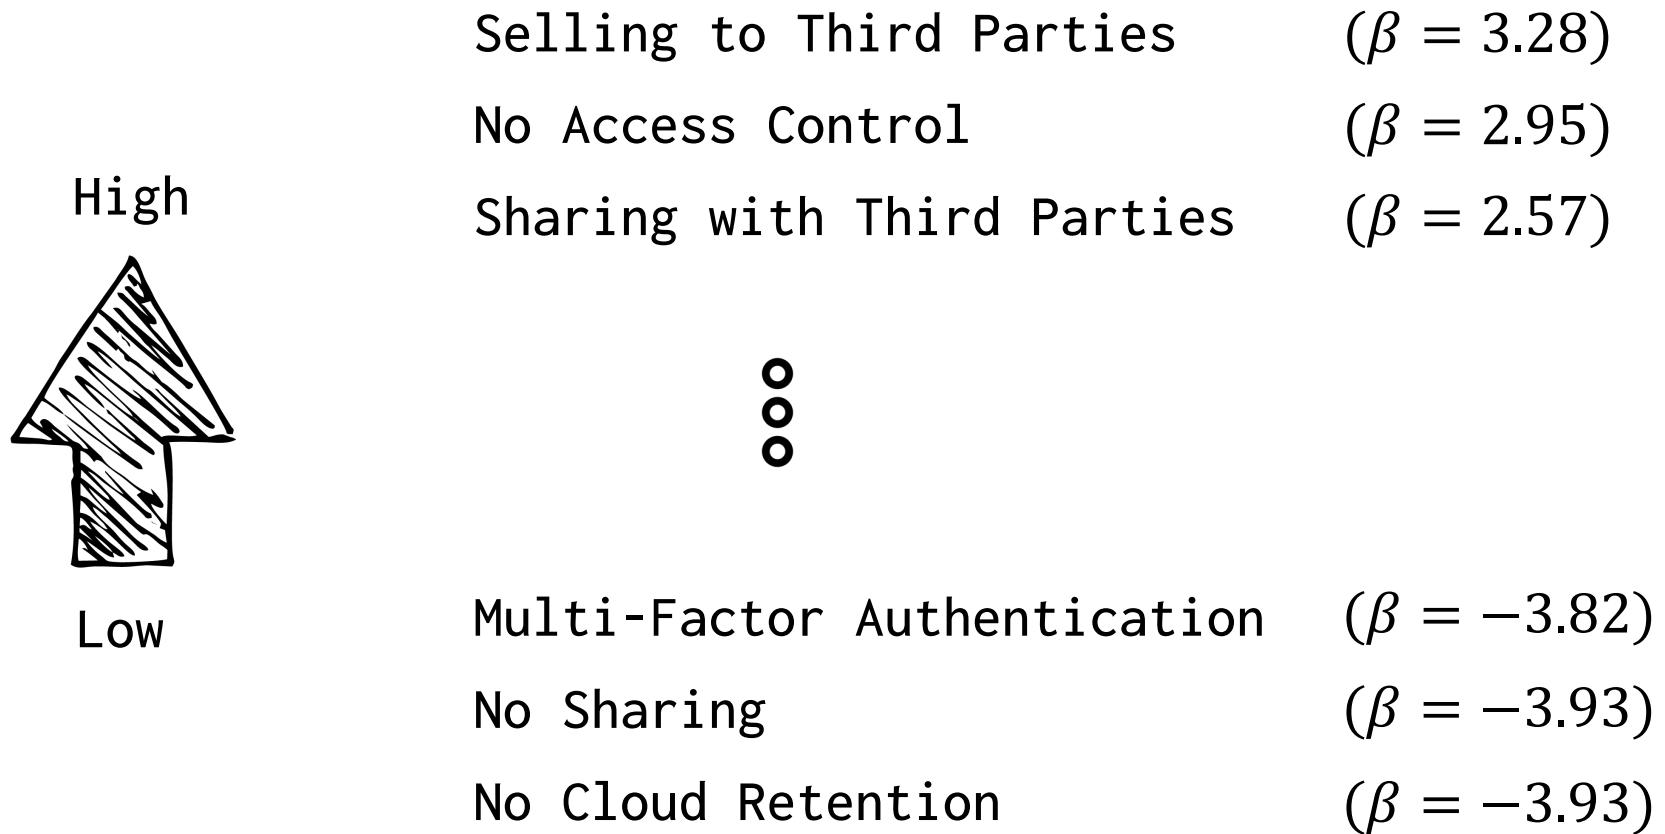 Selling to Third Parties (β = 3.28)
No Access Control (β = 2.95)
High
Sharing with Third Parties (β = 2.57)
Multi-Factor Authentication (β = −3.82)
Low
No Sharing (β = −3.93)
No Cloud Retention (β = −3.93)